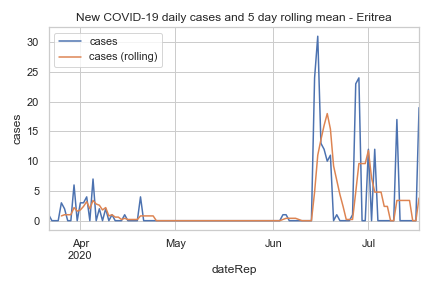 New COVID-19 daily cases and 5 day rolling mean - Eritrea
cases
cases (rolling)
30
25
20
15
10
5
0
cases
Apr
2020
May
Jun
Jul
dateRep